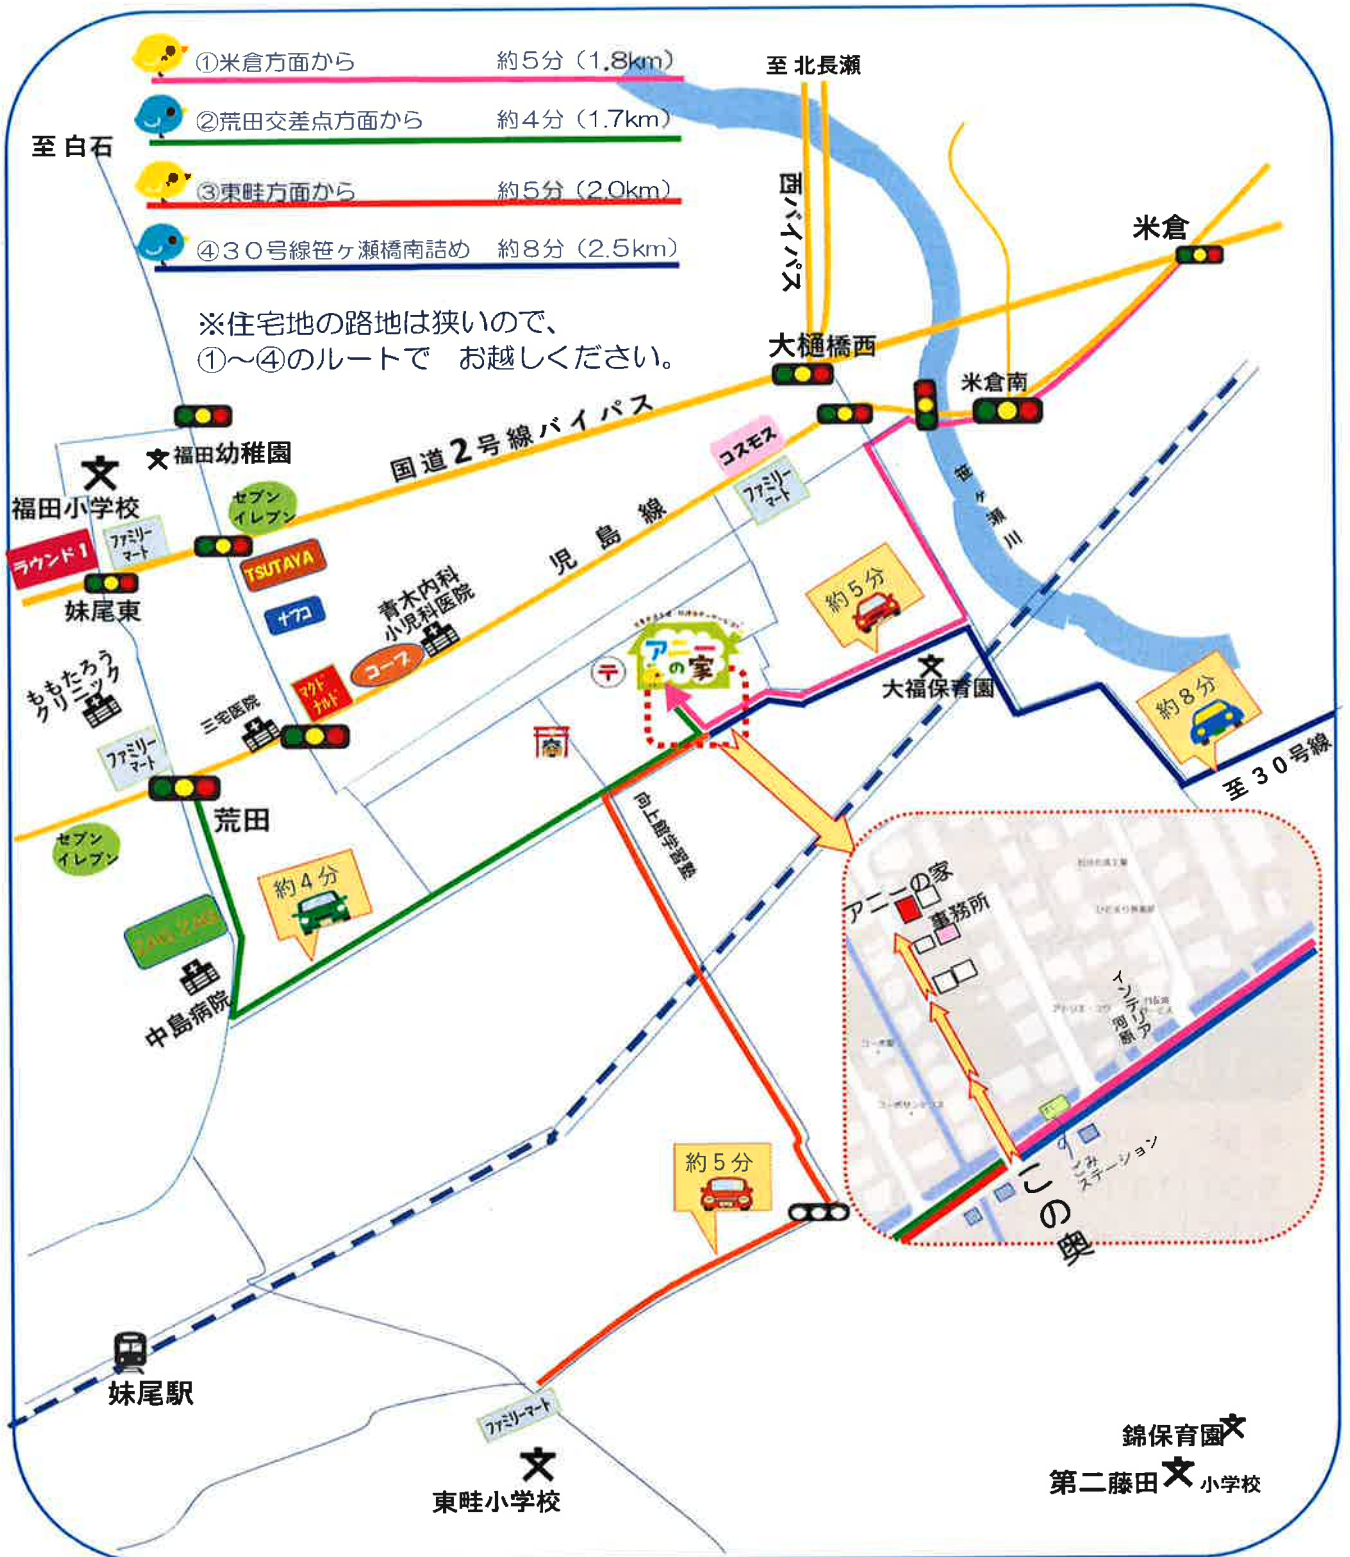 ①米倉方面から 約5分（1.8km）
②荒田交差点方面から 約4分（1.7km）
③東畦方面から 約5分（2.0km）
④30号線笹ヶ瀬橋南詰め 約8分（2.5km）
※住宅地の路地は狭いので、
①～④のルートで お越しください。
至 白石
至 北長瀬
西バイパス
米倉
大樋橋西
米倉南
国道2号線バイパス
コスモス
ファミリー
マート
福田幼稚園
福田小学校
セブン
イレブン
ファミリー
マート
ラウンド1
妹尾東
TSUTAYA
ナフコ
児島線
青木内科
小児科医院
コープ
マクド
ナルド
笹ヶ瀬川
約5分
アニー
の家
〒
大福保育園
約8分
至30号線
ももたろう
クリニック
三宅医院
ファミリー
マート
荒田
セブン
イレブン
約4分
ZAG ZAG
中島病院
向上館学習塾
アニーの家
事務所
インテリア
河原
ごみ
ステーション
この奥
約5分
妹尾駅
ファミリーマート
東畦小学校
錦保育園
第二藤田 小学校